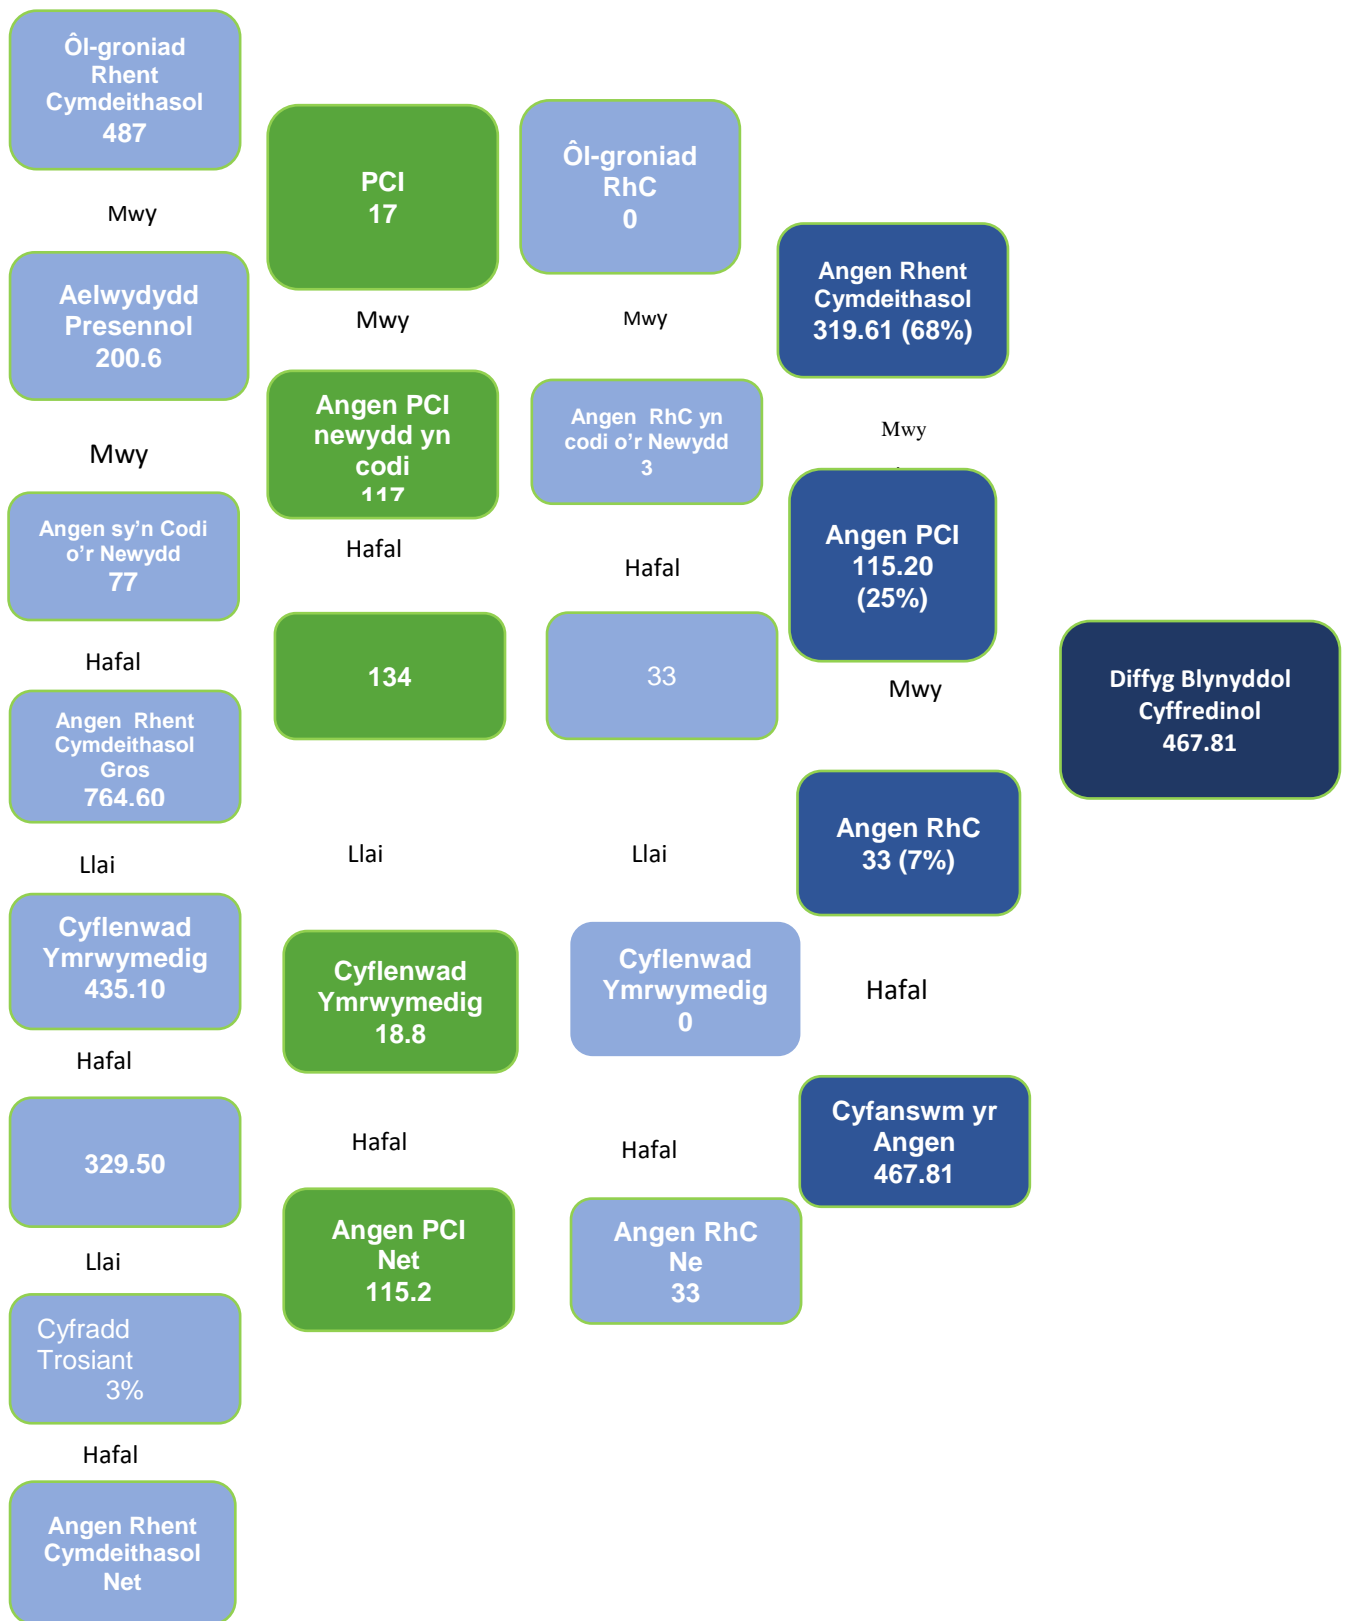 Ôl-groniad
Rhent
Cymdeithasol
487
Mwy
Aelwydydd
Presennol
200.6
Mwy
Angen sy'n Codi
o'r Newydd
77
Hafal
Angen Rhent
Cymdeithasol
Gros
764.60
Llai
Cyflenwad
Ymrwymedig
435.10
Hafal
329.50
Llai
Cyfradd
Trosiant
3%
Hafal
Angen Rhent
Cymdeithasol
Net
PCI
17
Mwy
Angen PCI
newydd yn
codi
117
Hafal
134
Llai
Cyflenwad
Ymrwymedig
18.8
Hafal
Angen PCI
Net
115.2
Ôl-groniad
RhC
0
Mwy
Angen RhC yn
codi o'r Newydd
3
Hafal
33
Llai
Cyflenwad
Ymrwymedig
0
Hafal
Angen RhC
Ne
33
Angen Rhent
Cymdeithasol
319.61 (68%)
Mwy
Angen PCI
115.20
(25%)
Mwy
Angen RhC
33 (7%)
Hafal
Cyfanswm yr
Angen
467.81
Diffyg Blynyddol
Cyffredinol
467.81